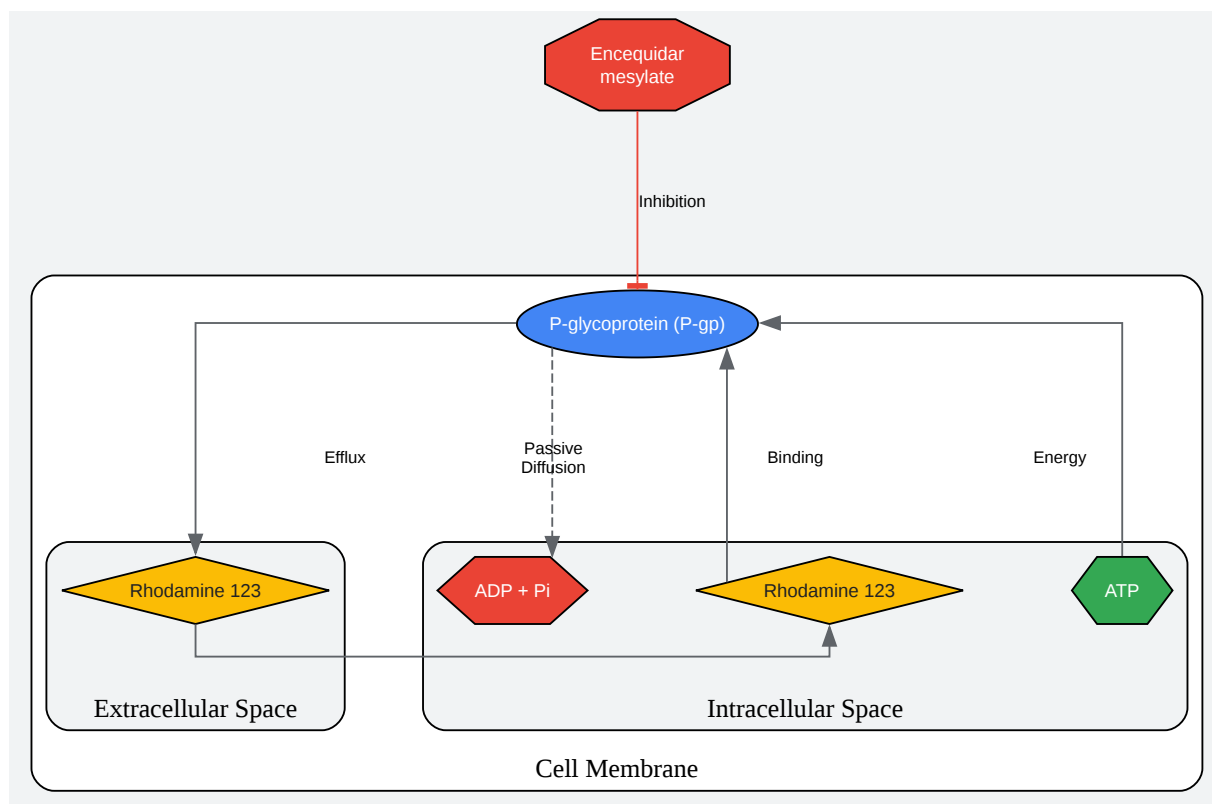 Encequidar
mesylate
Inhibition
P-glycoprotein (P-gp)
Efflux
Passive
Diffusion
Binding
Energy
Rhodamine 123
ADP + Pi
Rhodamine 123
ATP
Extracellular Space
Intracellular Space
Cell Membrane